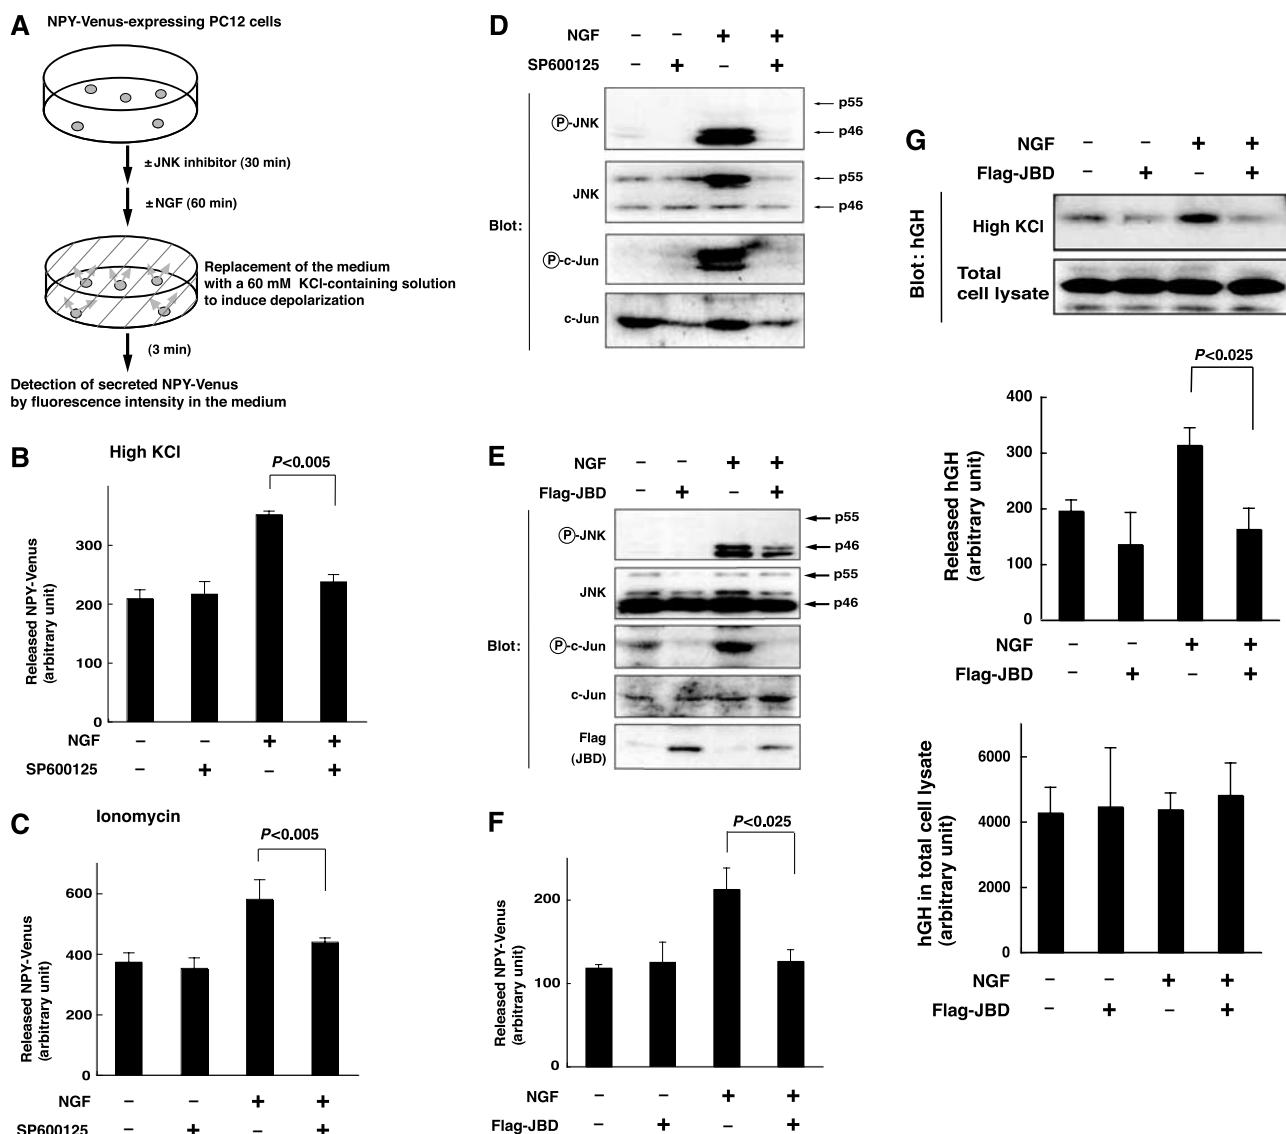 A
NPY-Venus-expressing PC12 cells
±JNK inhibitor (30 min)
±NGF (60 min)
Replacement of the medium
with a 60 mM KCl-containing solution
to induce depolarization
(3 min)
Detection of secreted NPY-Venus
by fluorescence intensity in the medium
B
High KCl
P<0.005
Released NPY-Venus
(arbitrary unit)
300
200
100
0
NGF – – + +
SP600125 – + – +
C
Ionomycin
P<0.005
Released NPY-Venus
(arbitrary unit)
600
400
200
0
NGF – – + +
SP600125 – + – +
D
NGF – – + +
SP600125 – + – +
Blot:
P-JNK
p55
p46
JNK
p55
p46
P-c-Jun
c-Jun
E
NGF – – + +
Flag-JBD – + – +
Blot:
P-JNK
p55
p46
JNK
p55
p46
P-c-Jun
c-Jun
Flag
(JBD)
F
P<0.025
Released NPY-Venus
(arbitrary unit)
200
100
0
NGF – – + +
Flag-JBD – + – +
G
NGF – – + +
Flag-JBD – + – +
Blot: hGH
High KCl
Total
cell lysate
P<0.025
Released hGH
(arbitrary unit)
400
300
200
100
0
NGF – – + +
Flag-JBD – + – +
hGH in total cell lysate
(arbitrary unit)
6000
4000
2000
0
NGF – – + +
Flag-JBD – + – +